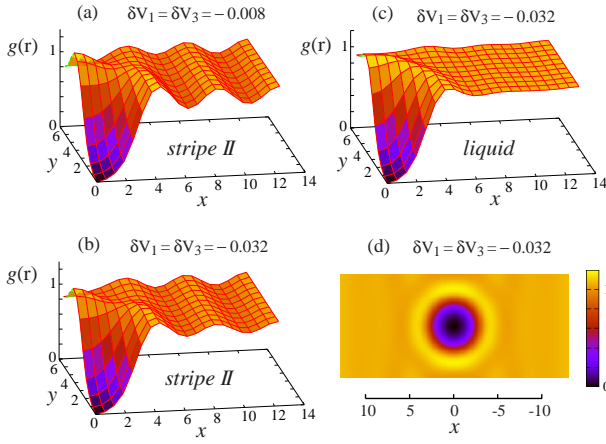 (a) δV1 = δV3 = − 0.008
g(r)
1
0
6
4
2
y
0
0 2 4 6 8 10 12 14
x
stripe II
(c) δV1 = δV3 = − 0.032
g(r)
1
0
6
4
2
y
0
0 2 4 6 8 10 12 14
x
liquid
(b) δV1 = δV3 = − 0.032
g(r)
1
0
6
4
2
y
0
0 2 4 6 8 10 12 14
x
stripe II
(d) δV1 = δV3 = − 0.032
0
10 5 0 -5 -10
x